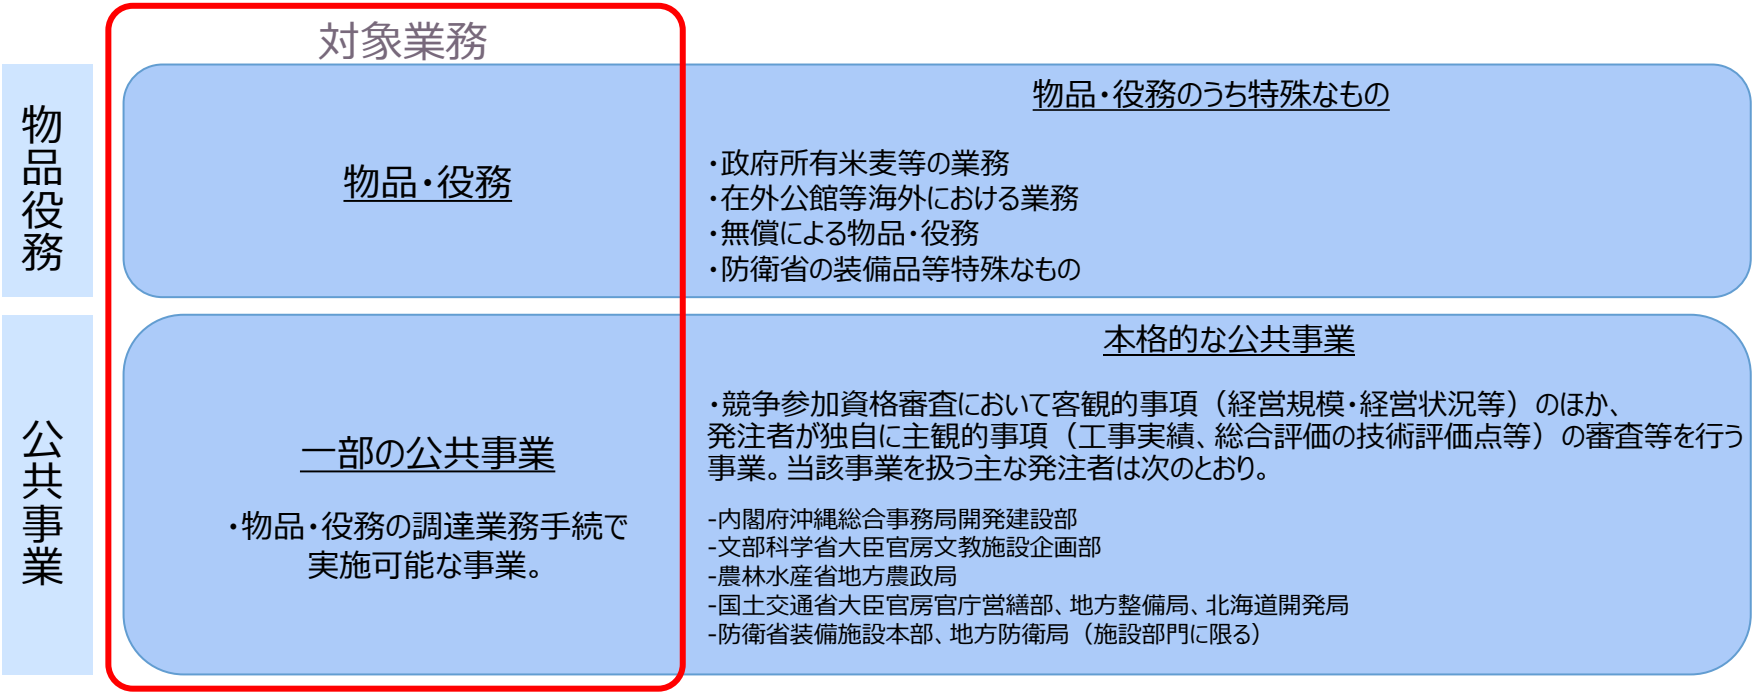 対象業務
物品役務
物品・役務
物品・役務のうち特殊なもの
・政府所有米麦等の業務
・在外公館等海外における業務
・無償による物品・役務
・防衛省の装備品等特殊なもの
公共事業
一部の公共事業
・物品・役務の調達業務手続で
実施可能な事業。
本格的な公共事業
・競争参加資格審査において客観的事項（経営規模・経営状況等）のほか、
発注者が独自に主観的事項（工事実績、総合評価の技術評価点等）の審査等を行う
事業。当該事業を扱う主な発注者は次のとおり。
-内閣府沖縄総合事務局開発建設部
-文部科学省大臣官房文教施設企画部
-農林水産省地方農政局
-国土交通省大臣官房官庁営繕部、地方整備局、北海道開発局
-防衛省装備施設本部、地方防衛局（施設部門に限る）